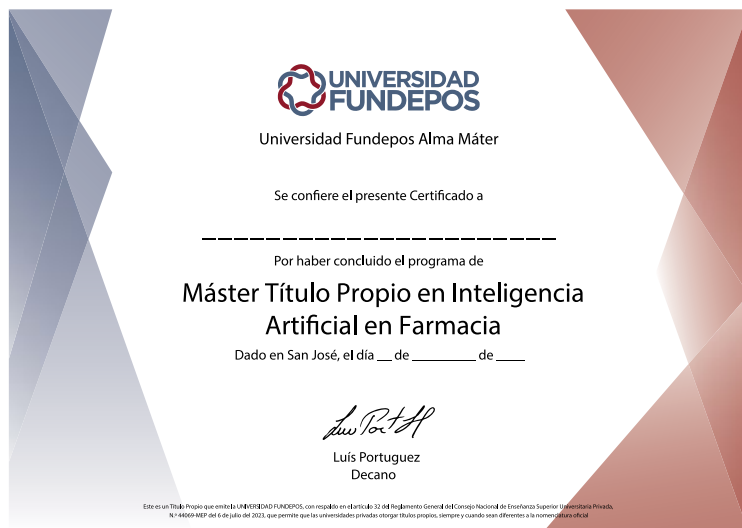 UNIVERSIDAD
FUNDEPOS
Universidad Fundepos Alma Máter
Se confiere el presente Certificado a
_______________________
Por haber concluido el programa de
Máster Título Propio en Inteligencia
Artificial en Farmacia
Dado en San José, el día __ de _________ de ____
Luís Portuguez
Decano
Este es un Título Propio que emite la UNIVERSIDAD FUNDEPOS, con respaldo en el artículo 32 del Reglamento General del Consejo Nacional de Enseñanza Superior Universitaria Privada,
N.º 44069-MEP del 6 de julio del 2023, que permite que las universidades privadas otorgar títulos propios, siempre y cuando sean diferentes a la nomenclatura oficial